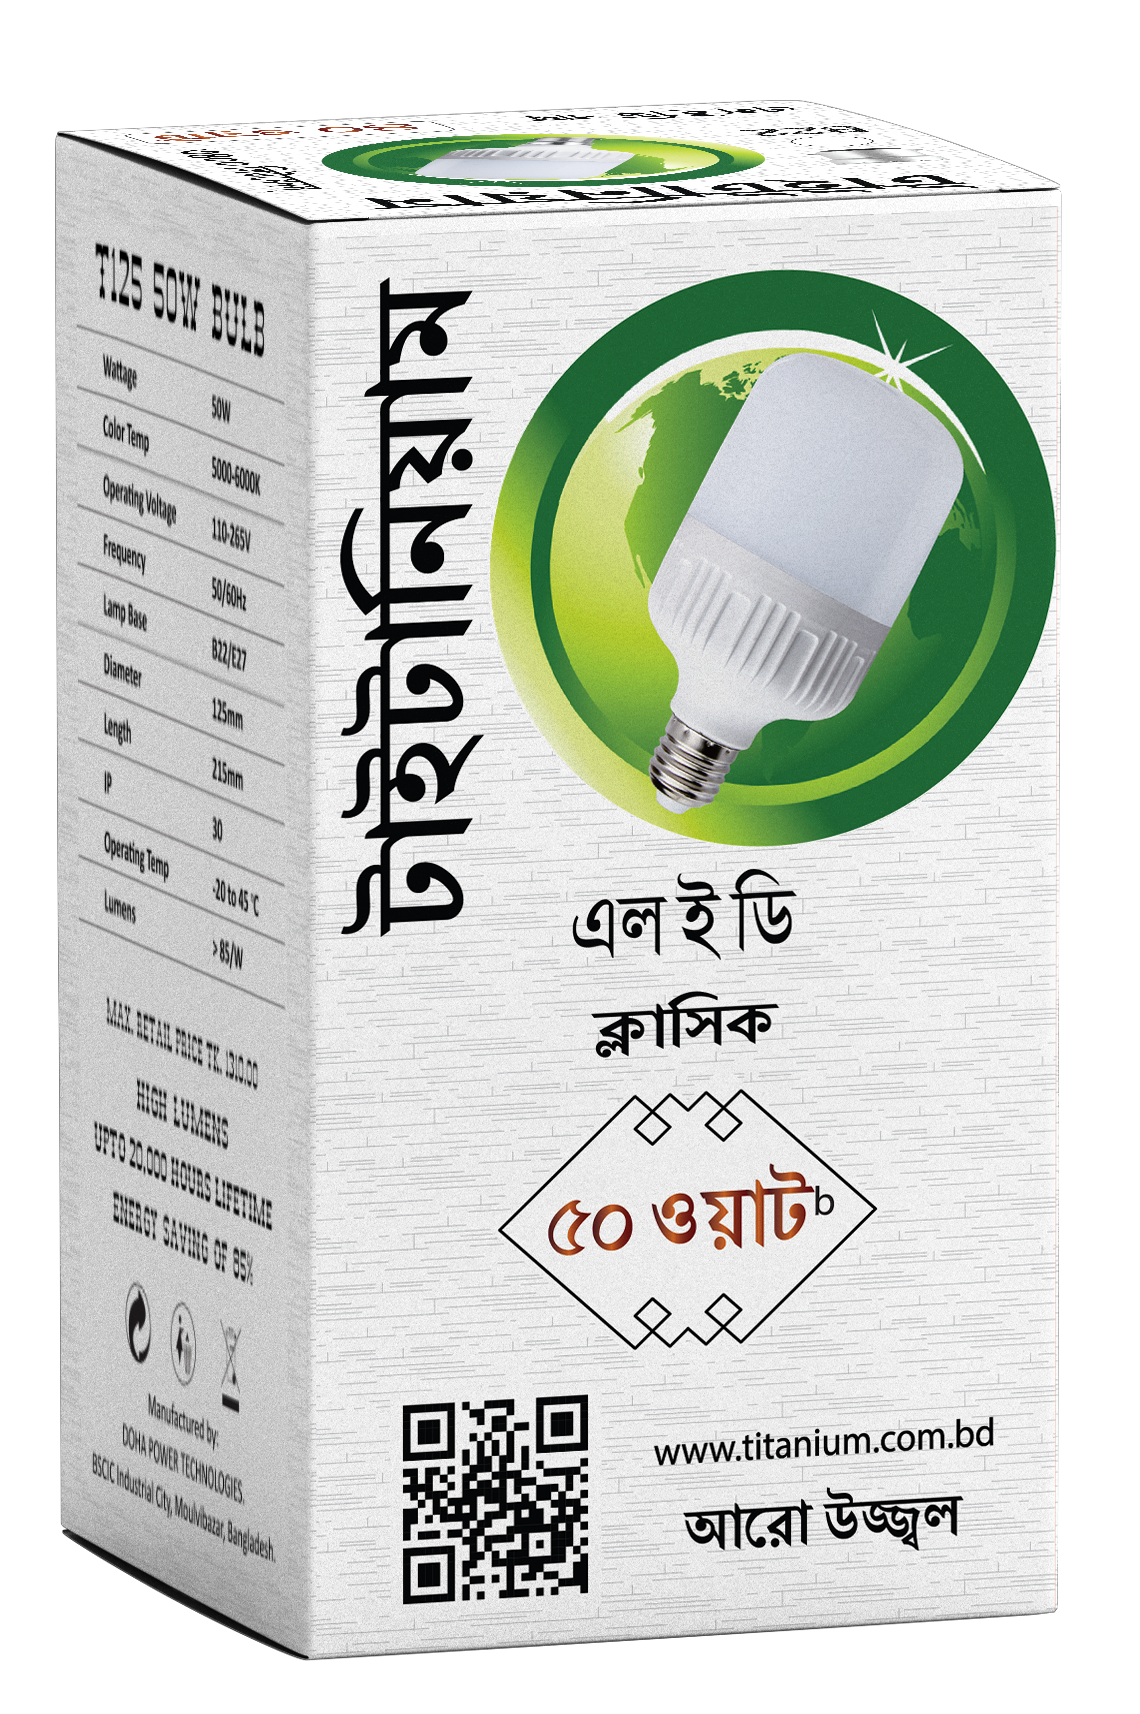 T125 50W BULB
Wattage 50W
Color Temp 5000-6000K
Operating Voltage 110-265V
Frequency 50/60Hz
Lamp Base B22/E27
Diameter 125mm
Length 215mm
IP 30
Operating Temp -20 to 45 °C
Lumens > 85/W
MAX. RETAIL PRICE TK. 1310.00
HIGH LUMENS
UPTO 20,000 HOURS LIFETIME
ENERGY SAVING OF 85%
Manufactured by:
DOHA POWER TECHNOLOGIES.
BSCIC Industrial City, Moulvibazar, Bangladesh.
টাইটানিয়াম
এল ই ডি
ক্লাসিক
৫০ ওয়াট b
www.titanium.com.bd
আরো উজ্জ্বল
টাইটানিয়াম